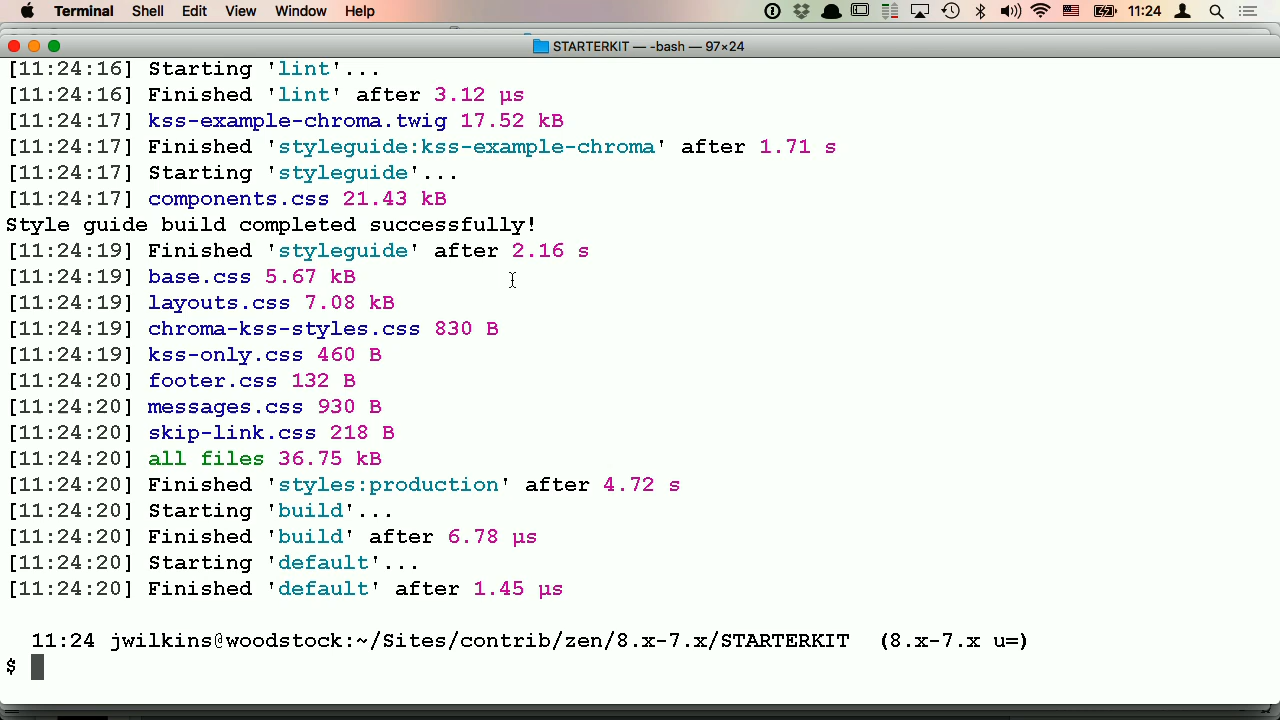 Terminal Shell Edit View Window Help 11:24
STARTERKIT — -bash — 97×24
[11:24:16] Starting 'lint'...
[11:24:16] Finished 'lint' after 3.12 μs
[11:24:17] kss-example-chroma.twig 17.52 kB
[11:24:17] Finished 'styleguide:kss-example-chroma' after 1.71 s
[11:24:17] Starting 'styleguide'...
[11:24:17] components.css 21.43 kB
Style guide build completed successfully!
[11:24:19] Finished 'styleguide' after 2.16 s
[11:24:19] base.css 5.67 kB
[11:24:19] layouts.css 7.08 kB
[11:24:19] chroma-kss-styles.css 830 B
[11:24:19] kss-only.css 460 B
[11:24:20] footer.css 132 B
[11:24:20] messages.css 930 B
[11:24:20] skip-link.css 218 B
[11:24:20] all files 36.75 kB
[11:24:20] Finished 'styles:production' after 4.72 s
[11:24:20] Starting 'build'...
[11:24:20] Finished 'build' after 6.78 μs
[11:24:20] Starting 'default'...
[11:24:20] Finished 'default' after 1.45 μs
11:24 jwilkins@woodstock:~/Sites/contrib/zen/8.x-7.x/STARTERKIT (8.x-7.x u=)
$